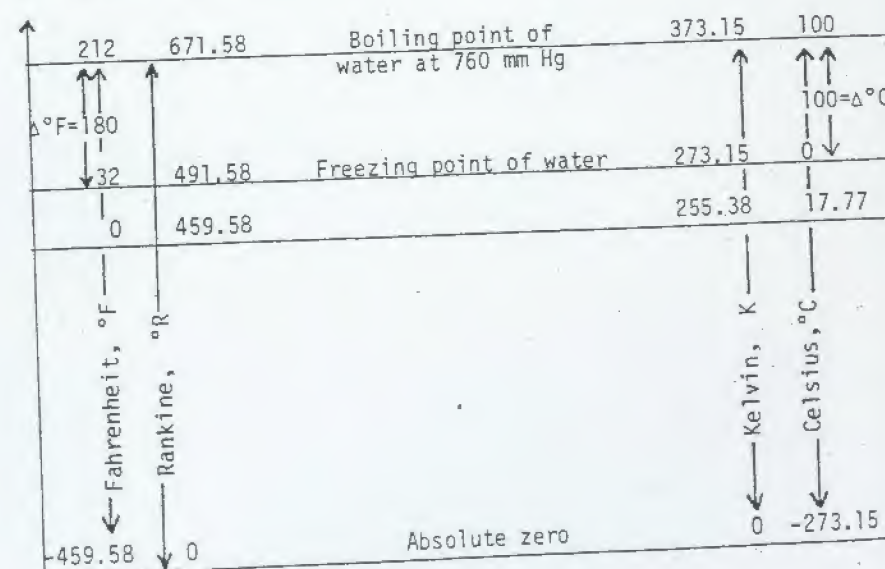 212 671.58 Boiling point of 373.15 100
water at 760 mm Hg
Δ°F=180 100=Δ°C
32 491.58 Freezing point of water 273.15 0
0 459.58 255.38 17.77
Fahrenheit, °F
Rankine, °R
Kelvin, K
Celsius, °C
-459.58 0 Absolute zero 0 -273.15